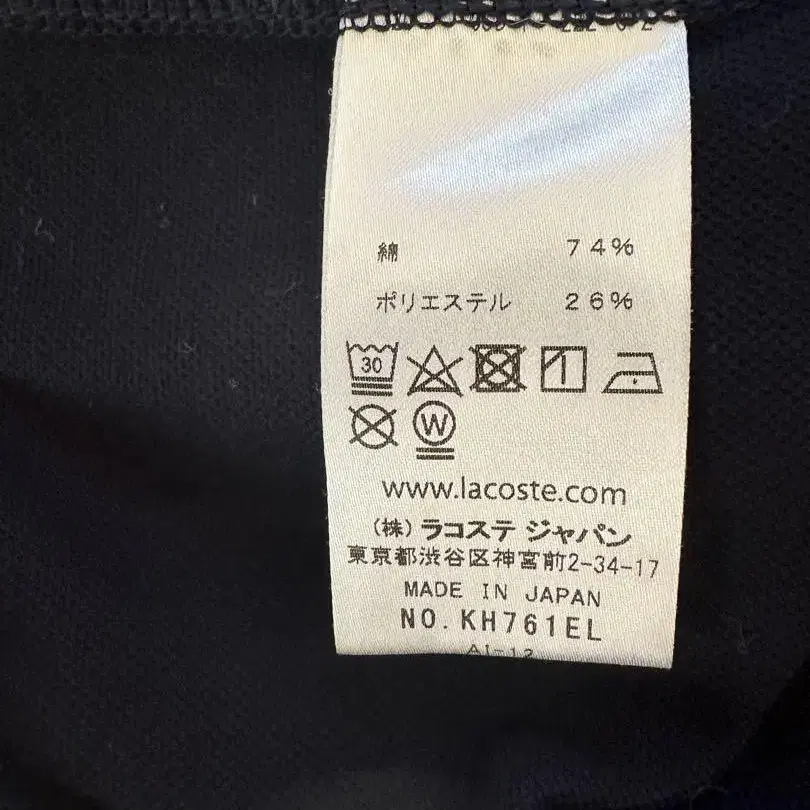 綿 74%
ポリエステル 26%
30
W
www.lacoste.com
(株) ラコステ ジャパン
東京都渋谷区神宮前2-34-17
MADE IN JAPAN
NO. KH761EL